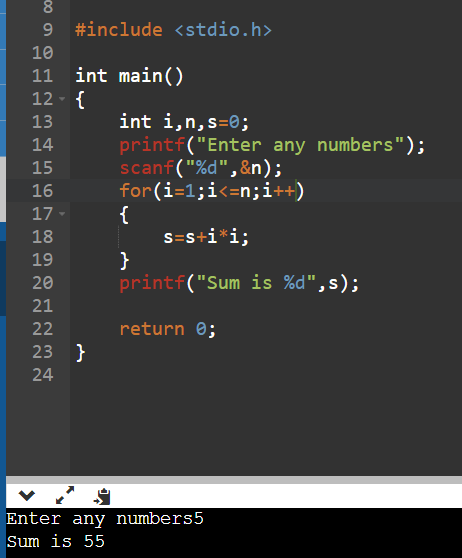 8
9 #include <stdio.h>
10
11 int main()
12 {
13     int i,n,s=0;
14     printf("Enter any numbers");
15     scanf("%d",&n);
16     for(i=1;i<=n;i++)
17     {
18         s=s+i*i;
19     }
20     printf("Sum is %d",s);
21
22     return 0;
23 }
24
Enter any numbers5
Sum is 55